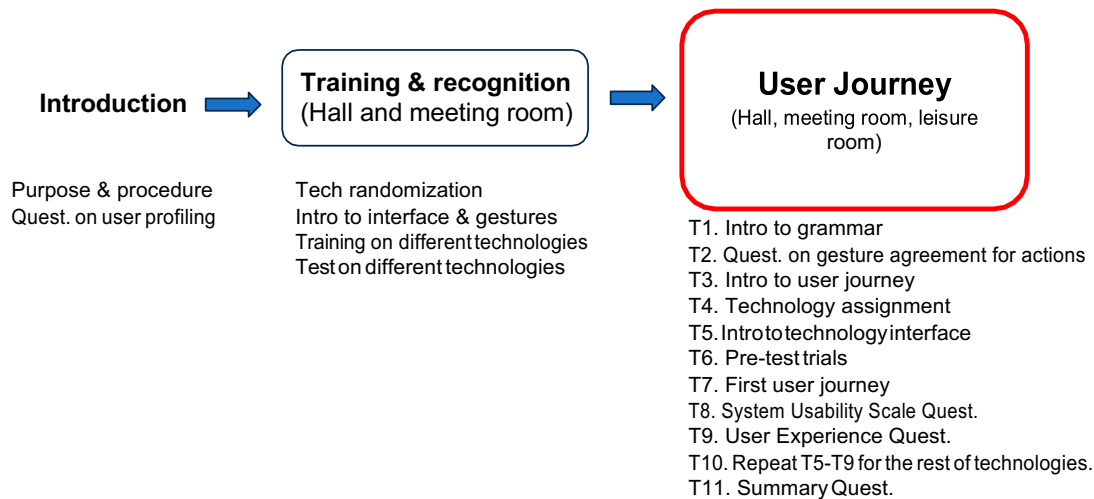 Introduction
Purpose & procedure
Quest. on user profiling
Training & recognition
(Hall and meeting room)
Tech randomization
Intro to interface & gestures
Training on different technologies
Test on different technologies
User Journey
(Hall, meeting room, leisure
room)
T1. Intro to grammar
T2. Quest. on gesture agreement for actions
T3. Intro to user journey
T4. Technology assignment
T5. Intro to technology interface
T6. Pre-test trials
T7. First user journey
T8. System Usability Scale Quest.
T9. User Experience Quest.
T10. Repeat T5-T9 for the rest of technologies.
T11. Summary Quest.